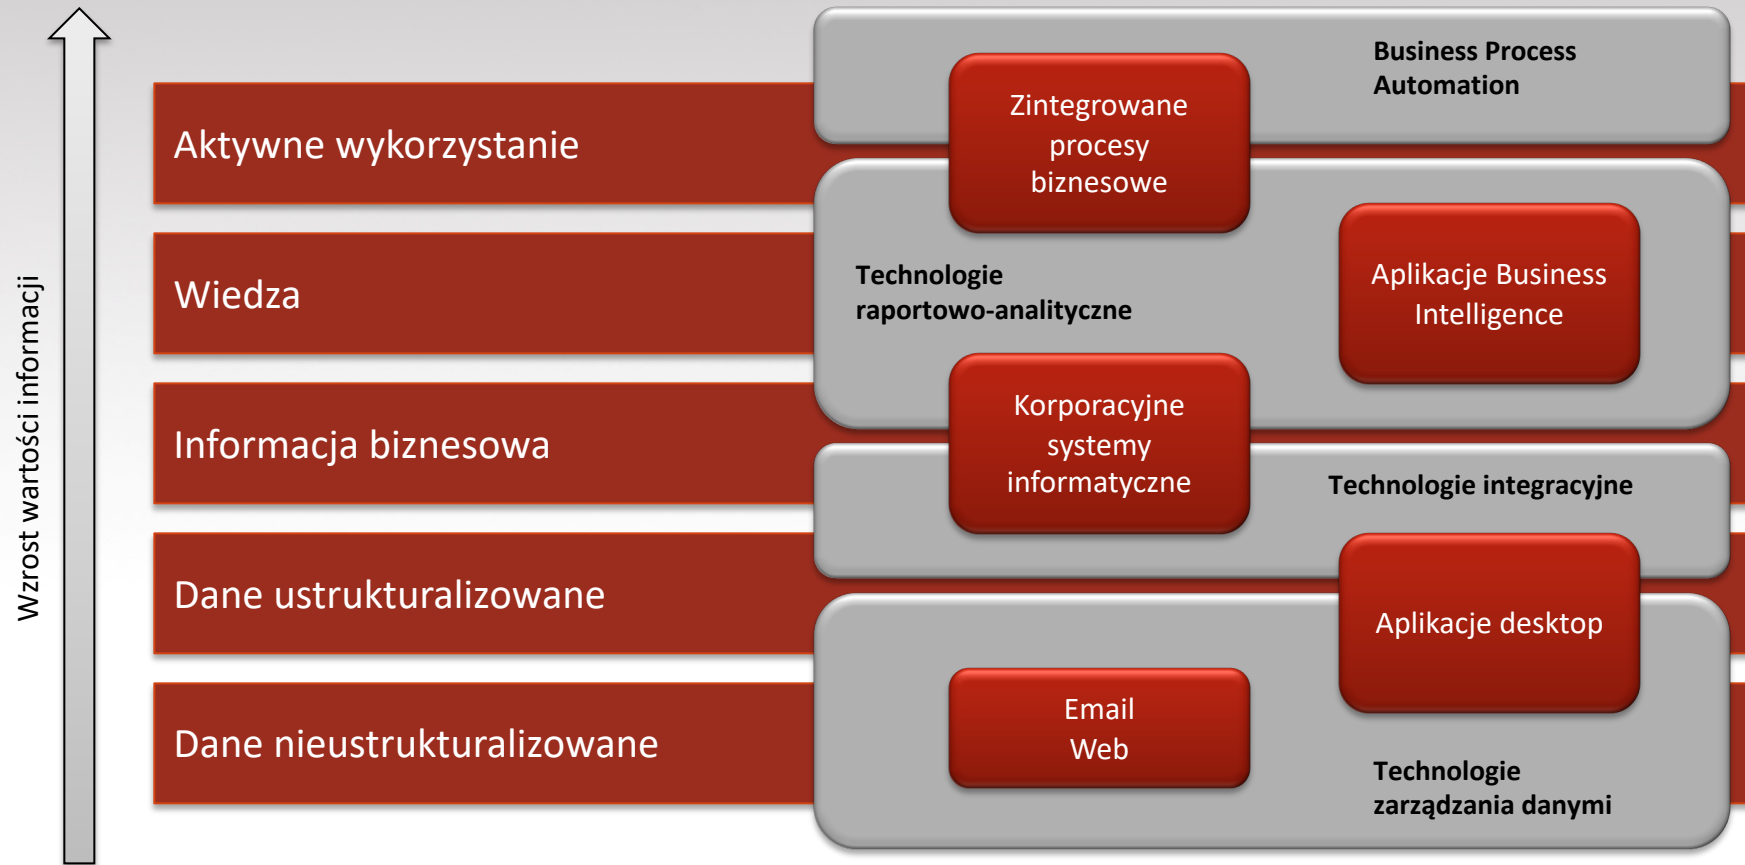 Wzrost wartości informacji
Aktywne wykorzystanie
Wiedza
Informacja biznesowa
Dane ustrukturalizowane
Dane nieustrukturalizowane
Business Process
Automation
Zintegrowane
procesy
biznesowe
Technologie
raportowo-analityczne
Aplikacje Business
Intelligence
Korporacyjne
systemy
informatyczne
Technologie integracyjne
Aplikacje desktop
Email
Web
Technologie
zarządzania danymi